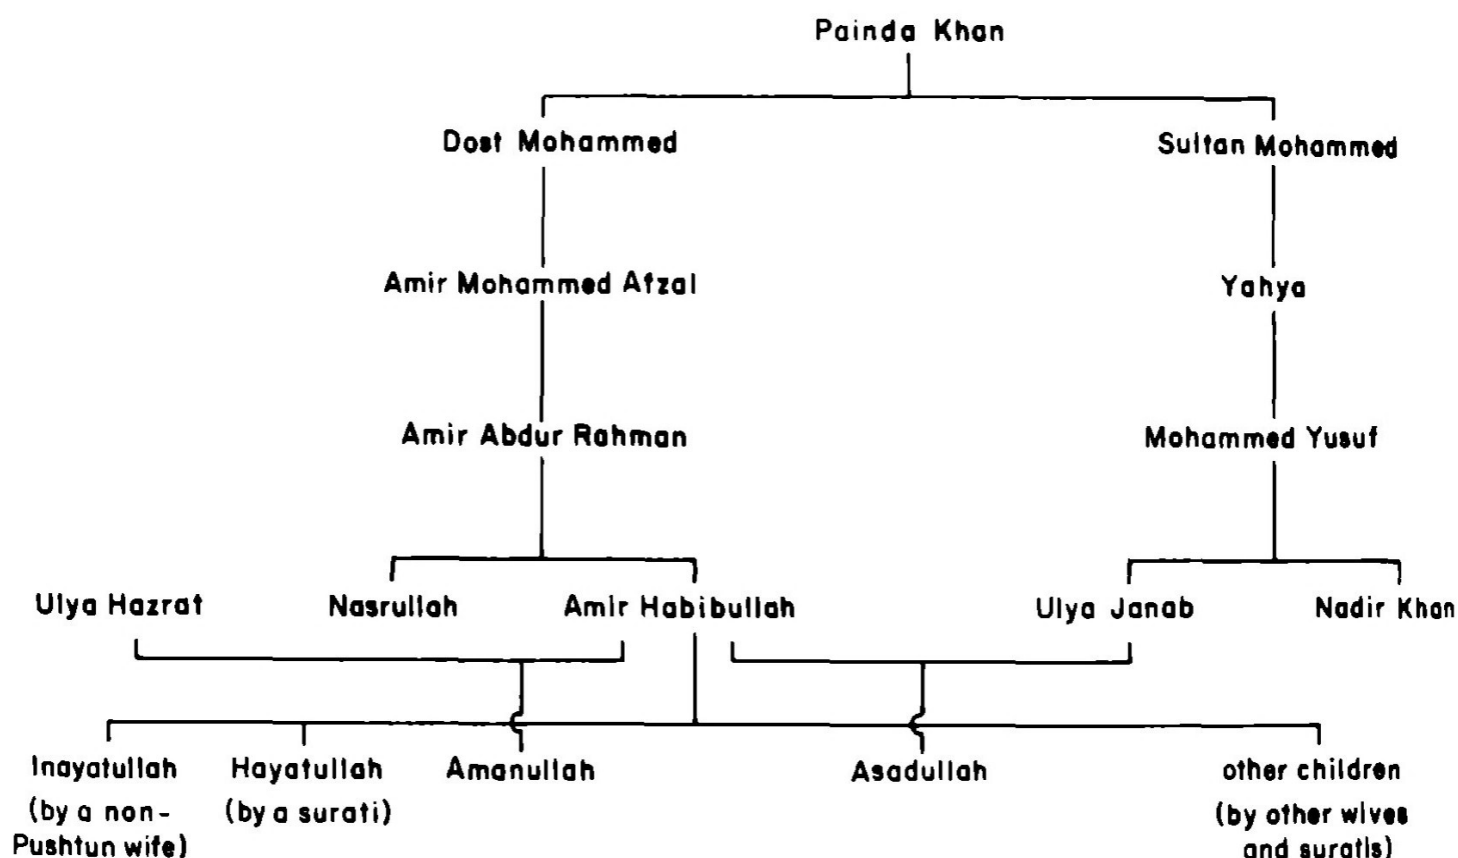 Painda Khan
Dost Mohammed
Sultan Mohammed
Amir Mohammed Afzal
Yahya
Amir Abdur Rahman
Mohammed Yusuf
Ulya Hazrat
Nasrullah
Amir Habibullah
Ulya Janab
Nadir Khan
Inayatullah
(by a non-
Pushtun wife)
Hayatullah
(by a surati)
Amanullah
Asadullah
other children
(by other wives
and suratis)